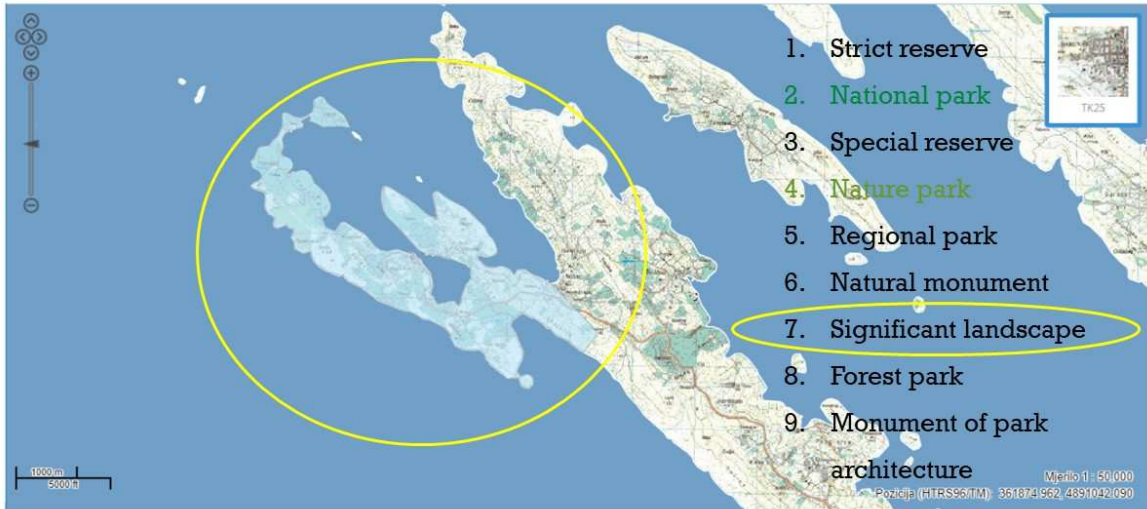 1. Strict reserve
2. National park
TK25
3. Special reserve
4. Nature park
5. Regional park
6. Natural monument
7. Significant landscape
8. Forest park
9. Monument of park
architecture
1000 m
5000 ft
Mjerilo 1 : 50,000
Pozicija (HTRS96/TM): 361874.962, 4891042.090